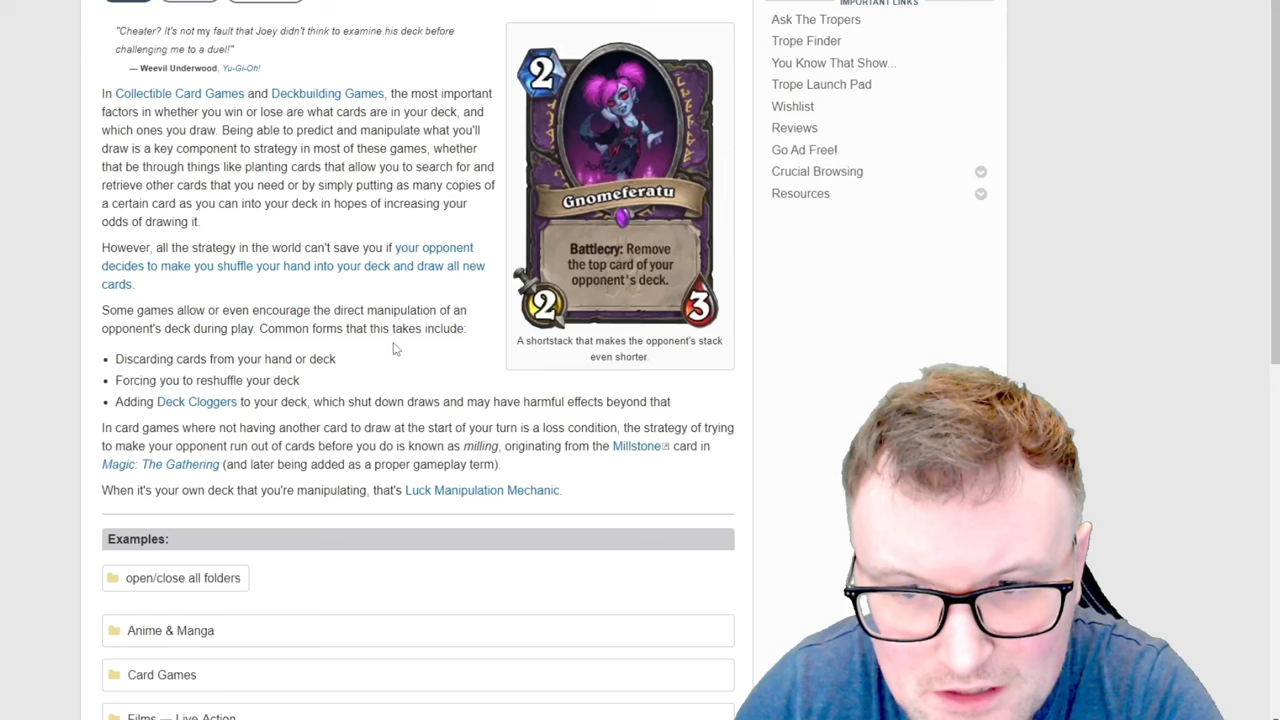 "Cheater? It's not my fault that Joey didn't think to examine his deck before
challenging me to a duel!"
— Weevil Underwood, Yu-Gi-Oh!
In Collectible Card Games and Deckbuilding Games, the most important
factors in whether you win or lose are what cards are in your deck, and
which ones you draw. Being able to predict and manipulate what you'll
draw is a key component to strategy in most of these games, whether
that be through things like planting cards that allow you to search for and
retrieve other cards that you need or by simply putting as many copies of
a certain card as you can into your deck in hopes of increasing your
odds of drawing it.
However, all the strategy in the world can't save you if your opponent
decides to make you shuffle your hand into your deck and draw all new
cards.
Some games allow or even encourage the direct manipulation of an
opponent's deck during play. Common forms that this takes include:
• Discarding cards from your hand or deck
• Forcing you to reshuffle your deck
• Adding Deck Cloggers to your deck, which shut down draws and may have harmful effects beyond that
In card games where not having another card to draw at the start of your turn is a loss condition, the strategy of trying
to make your opponent run out of cards before you do is known as milling, originating from the Millstone card in
Magic: The Gathering (and later being added as a proper gameplay term).
When it's your own deck that you're manipulating, that's Luck Manipulation Mechanic.
2
Gnomeferatu
Battlecry: Remove
the top card of your
opponent's deck.
2
3
A shortstack that makes the opponent's stack
even shorter.
Examples:
open/close all folders
Anime & Manga
Card Games
Films — Live Action
IMPORTANT LINKS
Ask The Tropers
Trope Finder
You Know That Show...
Trope Launch Pad
Wishlist
Reviews
Go Ad Free!
Crucial Browsing
Resources